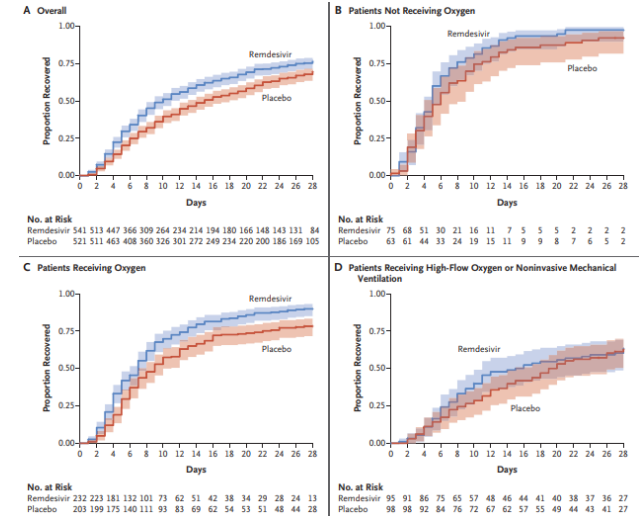 A Overall
1.00
0.75
0.50
0.25
0.00
Proportion Recovered
Remdesivir
Placebo
0 2 4 6 8 10 12 14 16 18 20 22 24 26 28
Days
No. at Risk
Remdesivir 541 513 447 366 309 264 234 214 194 180 166 148 143 131 84
Placebo 521 511 463 408 360 326 301 272 249 234 220 200 186 169 105
B Patients Not Receiving Oxygen
1.00
0.75
0.50
0.25
0.00
Proportion Recovered
Remdesivir
Placebo
0 2 4 6 8 10 12 14 16 18 20 22 24 26 28
Days
No. at Risk
Remdesivir 75 68 51 30 21 16 11 7 5 5 5 2 2 2 2
Placebo 63 61 44 33 24 19 15 11 9 9 8 7 6 5 2
C Patients Receiving Oxygen
1.00
0.75
0.50
0.25
0.00
Proportion Recovered
Remdesivir
Placebo
0 2 4 6 8 10 12 14 16 18 20 22 24 26 28
Days
No. at Risk
Remdesivir 232 223 181 132 101 73 62 51 42 38 34 29 28 24 13
Placebo 203 199 175 140 111 93 83 69 62 54 53 51 48 44 28
D Patients Receiving High-Flow Oxygen or Noninvasive Mechanical
Ventilation
1.00
0.75
0.50
0.25
0.00
Proportion Recovered
Remdesivir
Placebo
0 2 4 6 8 10 12 14 16 18 20 22 24 26 28
Days
No. at Risk
Remdesivir 95 91 86 75 65 57 48 46 44 41 40 38 37 36 27
Placebo 98 98 92 84 76 72 67 62 57 55 49 44 43 41 27